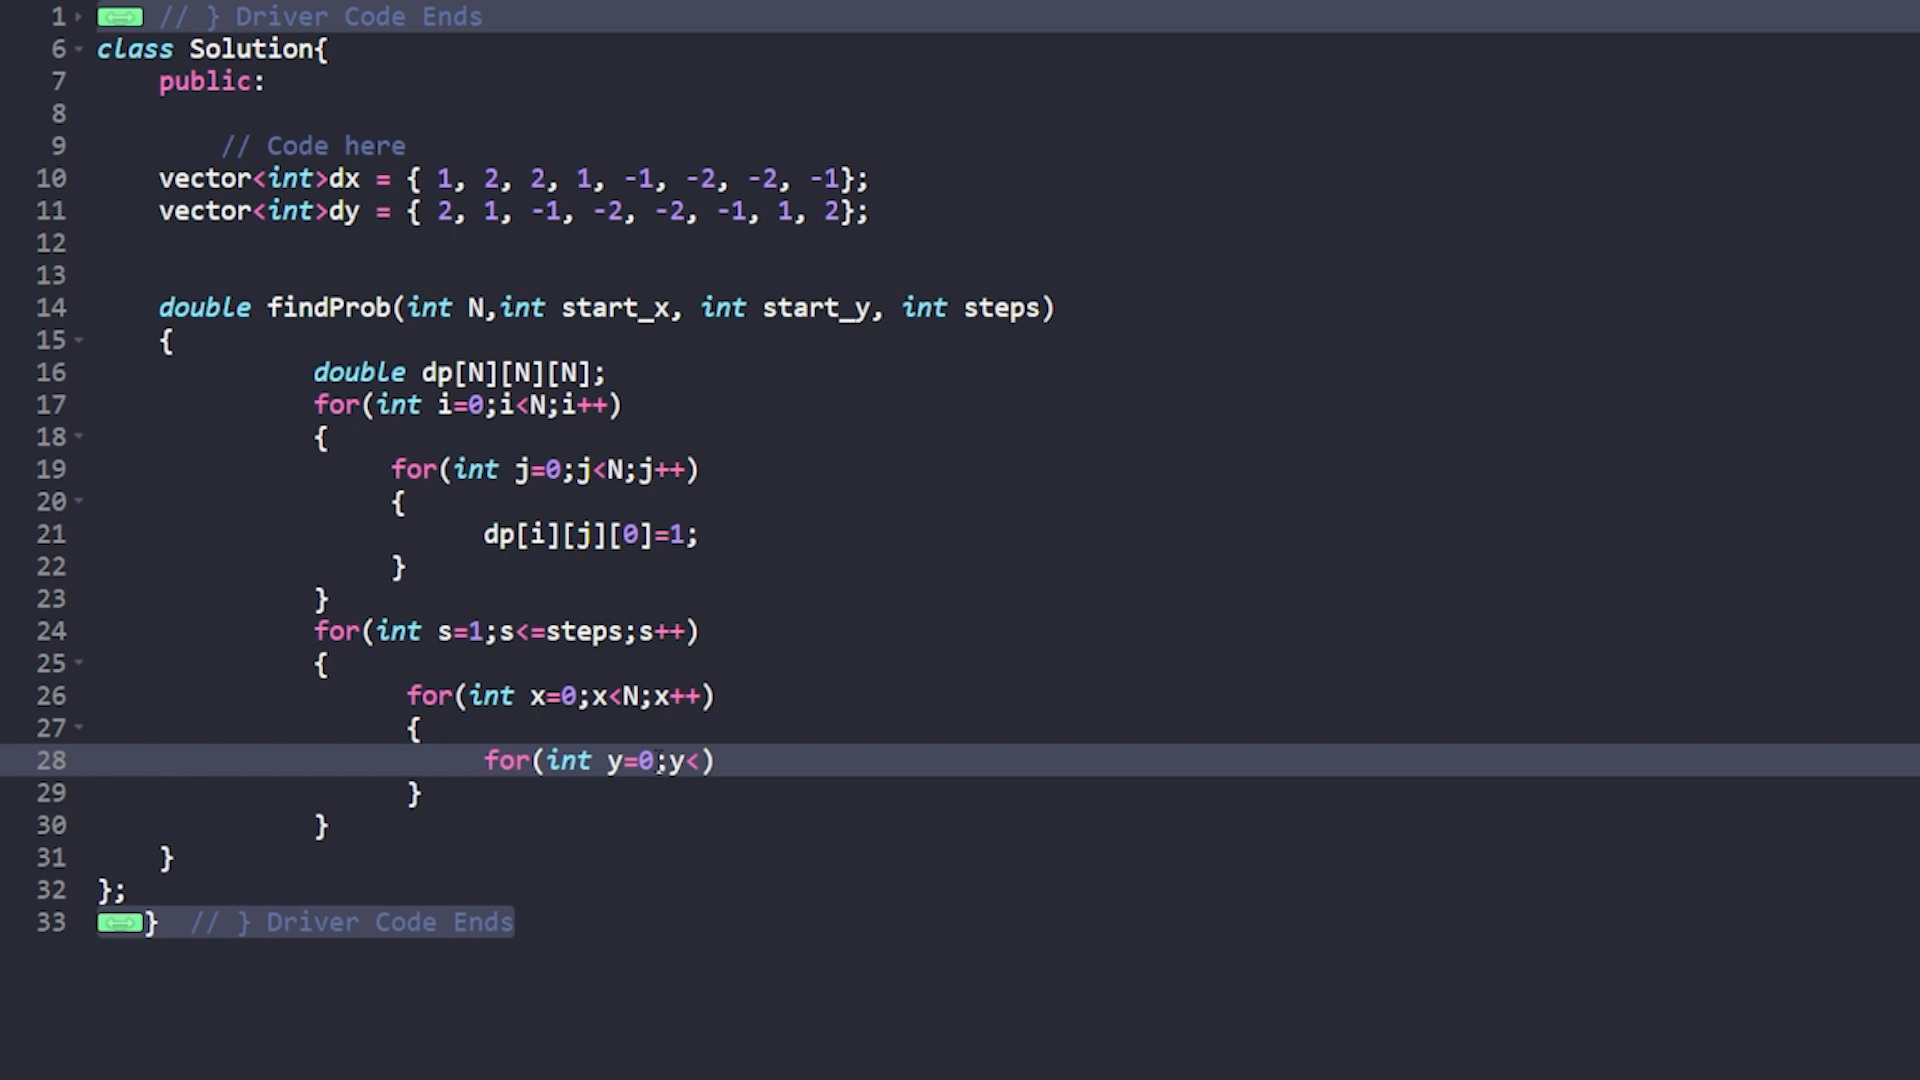 1 // } Driver Code Ends
6 class Solution{
7 public:
8
9 // Code here
10 vector<int>dx = { 1, 2, 2, 1, -1, -2, -2, -1};
11 vector<int>dy = { 2, 1, -1, -2, -2, -1, 1, 2};
12
13
14 double findProb(int N,int start_x, int start_y, int steps)
15 {
16 double dp[N][N][N];
17 for(int i=0;i<N;i++)
18 {
19 for(int j=0;j<N;j++)
20 {
21 dp[i][j][0]=1;
22 }
23 }
24 for(int s=1;s<=steps;s++)
25 {
26 for(int x=0;x<N;x++)
27 {
28 for(int y=0;y<)
29 }
30 }
31 }
32 };
33 } // } Driver Code Ends